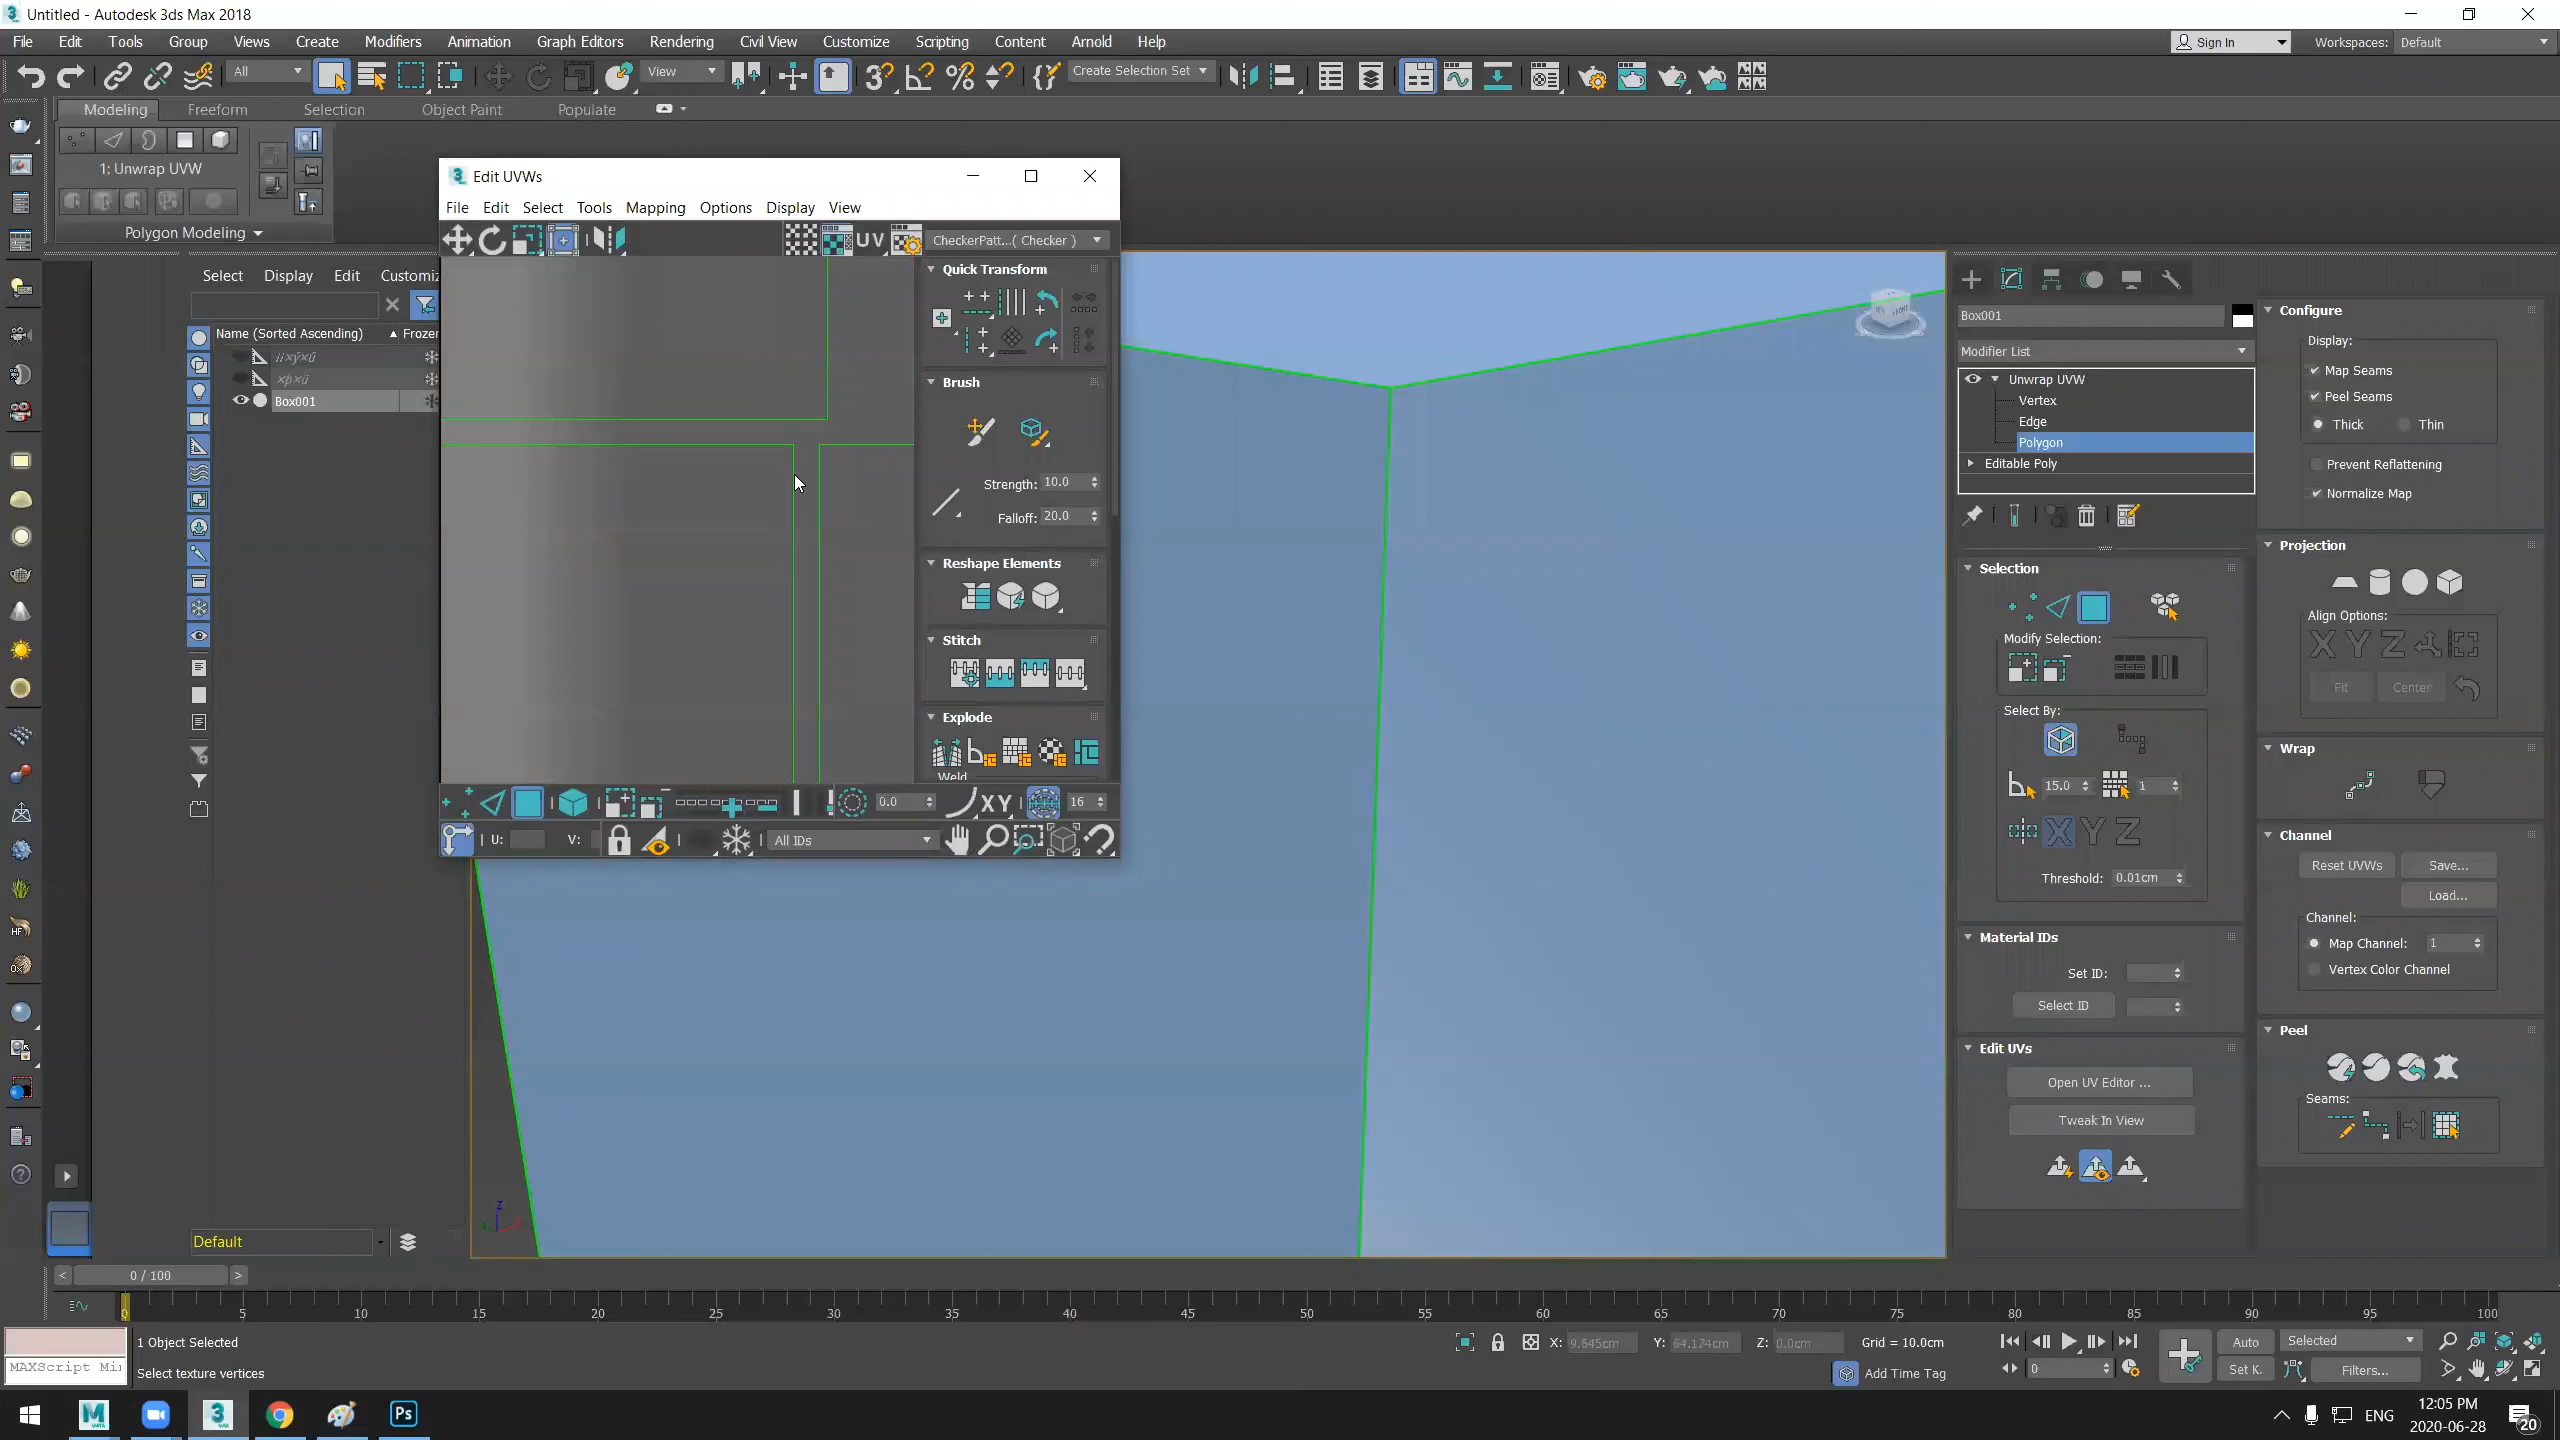 Untitled - Autodesk 3ds Max 2018
File Edit Tools Group Views Create Modifiers Animation Graph Editors Rendering Civil View Customize Scripting Content Arnold Help
Sign In Workspaces: Default
All View Create Selection Set
Modeling Freeform Selection Object Paint Populate
1: Unwrap UVW
Polygon Modeling
Edit UVWs
File Edit Select Tools Mapping Options Display View
UV CheckerPatt...( Checker )
Select Display Edit Customiz
Name (Sorted Ascending) Frozen
Box001
Quick Transform
Brush
Strength: 10.0
Falloff: 20.0
Reshape Elements
Stitch
Explode
Weld
0.0 XY 16
U: V: All IDs
Default
Box001
Modifier List
Unwrap UVW
Vertex
Edge
Polygon
Editable Poly
Selection
Modify Selection:
Select By:
15.0 1
X Y Z
Threshold: 0.01cm
Material IDs
Set ID:
Select ID
Edit UVs
Open UV Editor ...
Tweak In View
Configure
Display:
Map Seams
Peel Seams
Thick Thin
Prevent Reflattening
Normalize Map
Projection
Align Options:
X Y Z
Fit Center
Wrap
Channel
Reset UVWs Save...
Load...
Channel:
Map Channel: 1
Vertex Color Channel
Peel
Seams:
< 0 / 100 >
0 5 10 15 20 25 30 35 40 45 50 55 60 65 70 75 80 85 90 95 100
1 Object Selected
MAXScript Mi
Select texture vertices
X: 9.645cm Y: 64.174cm Z: 0.0cm Grid = 10.0cm
Add Time Tag
0
Auto Selected
Set K. Filters...
ENG
12:05 PM
2020-06-28
20